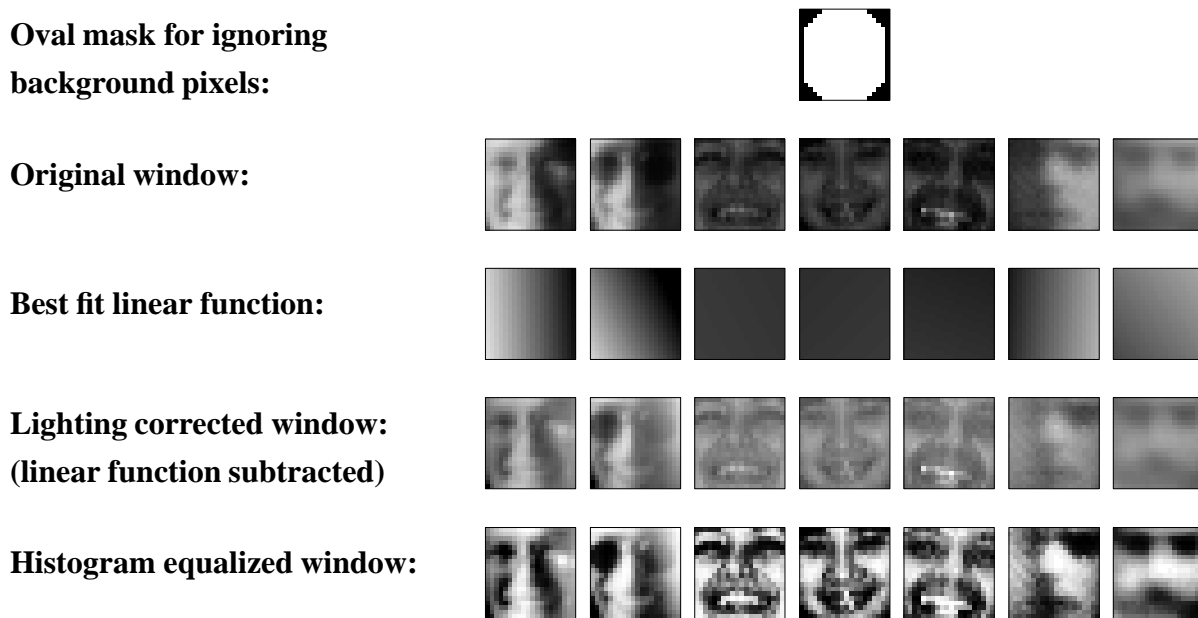 Oval mask for ignoring
background pixels:
Original window:
Best fit linear function:
Lighting corrected window:
(linear function subtracted)
Histogram equalized window: